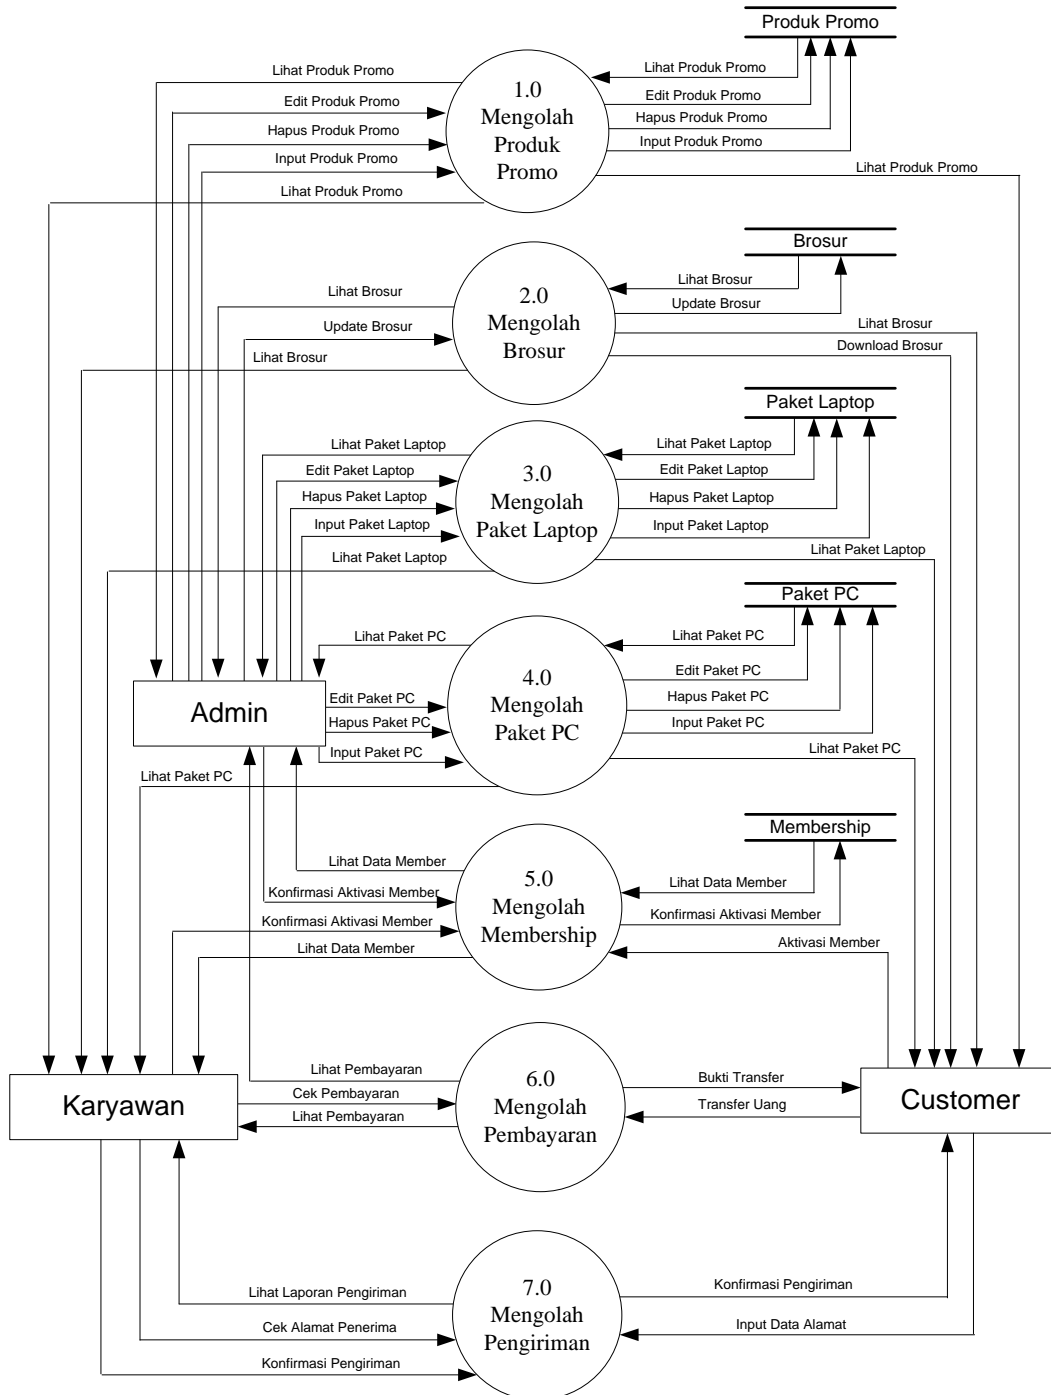 Produk Promo
Lihat Produk Promo
Lihat Produk Promo
Edit Produk Promo
Edit Produk Promo
Hapus Produk Promo
Hapus Produk Promo
Input Produk Promo
Input Produk Promo
1.0
Mengolah
Produk
Promo
Lihat Produk Promo
Lihat Produk Promo
Brosur
Lihat Brosur
Lihat Brosur
Update Brosur
Update Brosur
2.0
Mengolah
Brosur
Lihat Brosur
Lihat Brosur
Download Brosur
Paket Laptop
Lihat Paket Laptop
Lihat Paket Laptop
Edit Paket Laptop
Edit Paket Laptop
Hapus Paket Laptop
Hapus Paket Laptop
Input Paket Laptop
Input Paket Laptop
3.0
Mengolah
Paket Laptop
Lihat Paket Laptop
Lihat Paket Laptop
Paket PC
Lihat Paket PC
Lihat Paket PC
Edit Paket PC
Hapus Paket PC
Input Paket PC
Admin
Edit Paket PC
Hapus Paket PC
Input Paket PC
4.0
Mengolah
Paket PC
Lihat Paket PC
Lihat Paket PC
Membership
Lihat Data Member
Lihat Data Member
Konfirmasi Aktivasi Member
Konfirmasi Aktivasi Member
5.0
Mengolah
Membership
Konfirmasi Aktivasi Member
Aktivasi Member
Lihat Data Member
Lihat Pembayaran
Cek Pembayaran
Lihat Pembayaran
Karyawan
6.0
Mengolah
Pembayaran
Bukti Transfer
Transfer Uang
Customer
Lihat Laporan Pengiriman
Cek Alamat Penerima
Konfirmasi Pengiriman
7.0
Mengolah
Pengiriman
Konfirmasi Pengiriman
Input Data Alamat